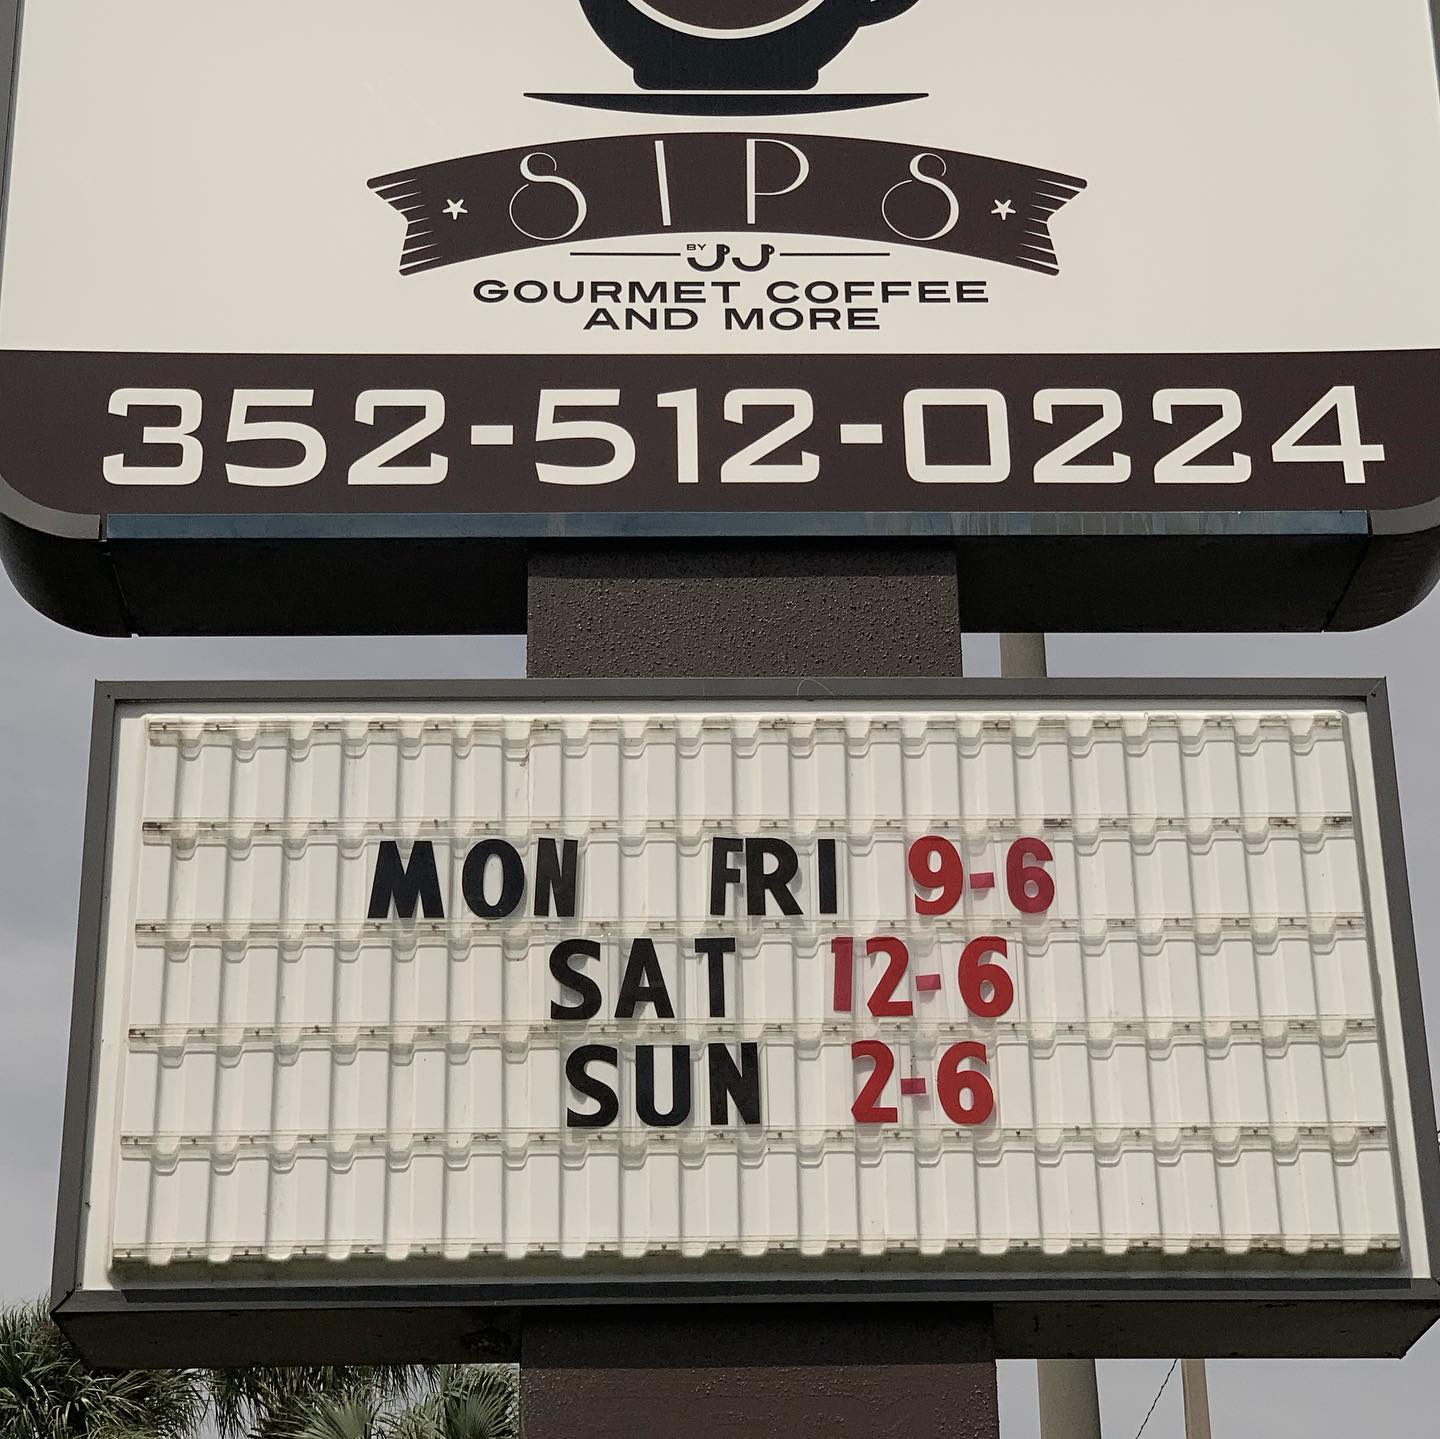 SIPS
BY JJ
GOURMET COFFEE
AND MORE
352-512-0224
MON FRI 9-6
SAT 12-6
SUN 2-6